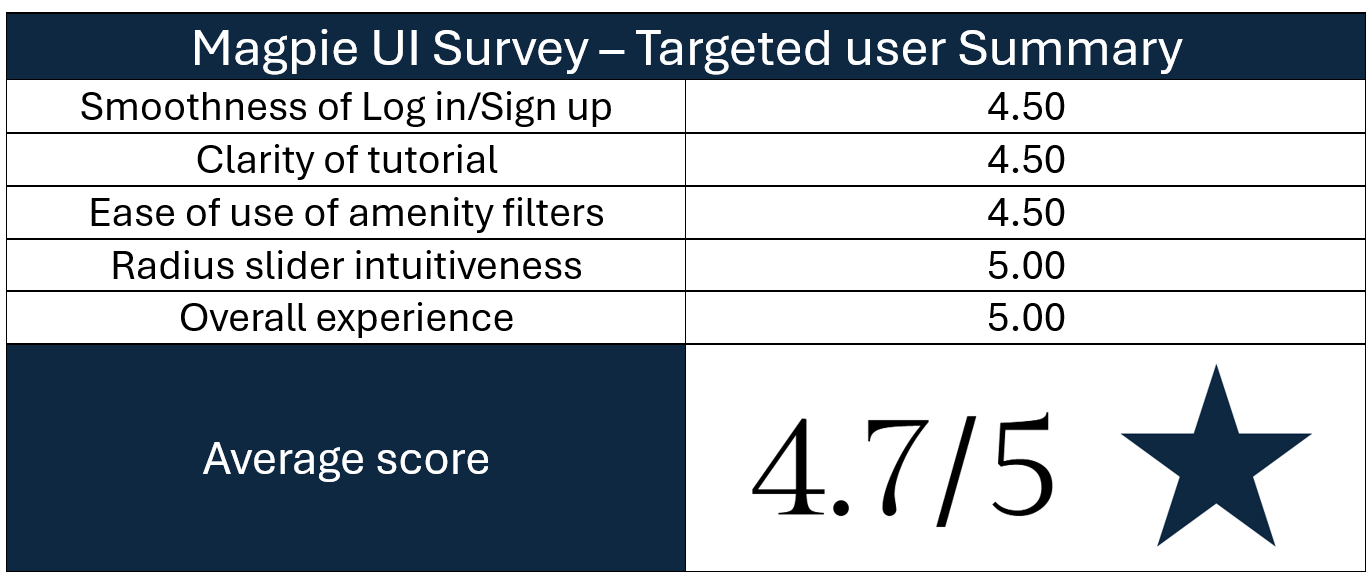 Magpie UI Survey – Targeted user Summary
Smoothness of Log in/Sign up 4.50
Clarity of tutorial 4.50
Ease of use of amenity filters 4.50
Radius slider intuitiveness 5.00
Overall experience 5.00
Average score 4.7/5